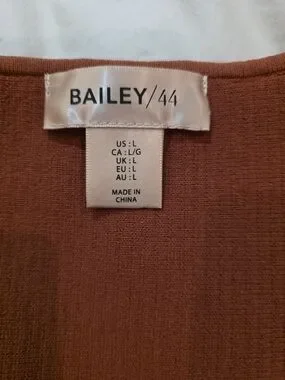 BAILEY/44
US : L
CA : L/G
UK : L
EU : L
AU : L
MADE IN
CHINA